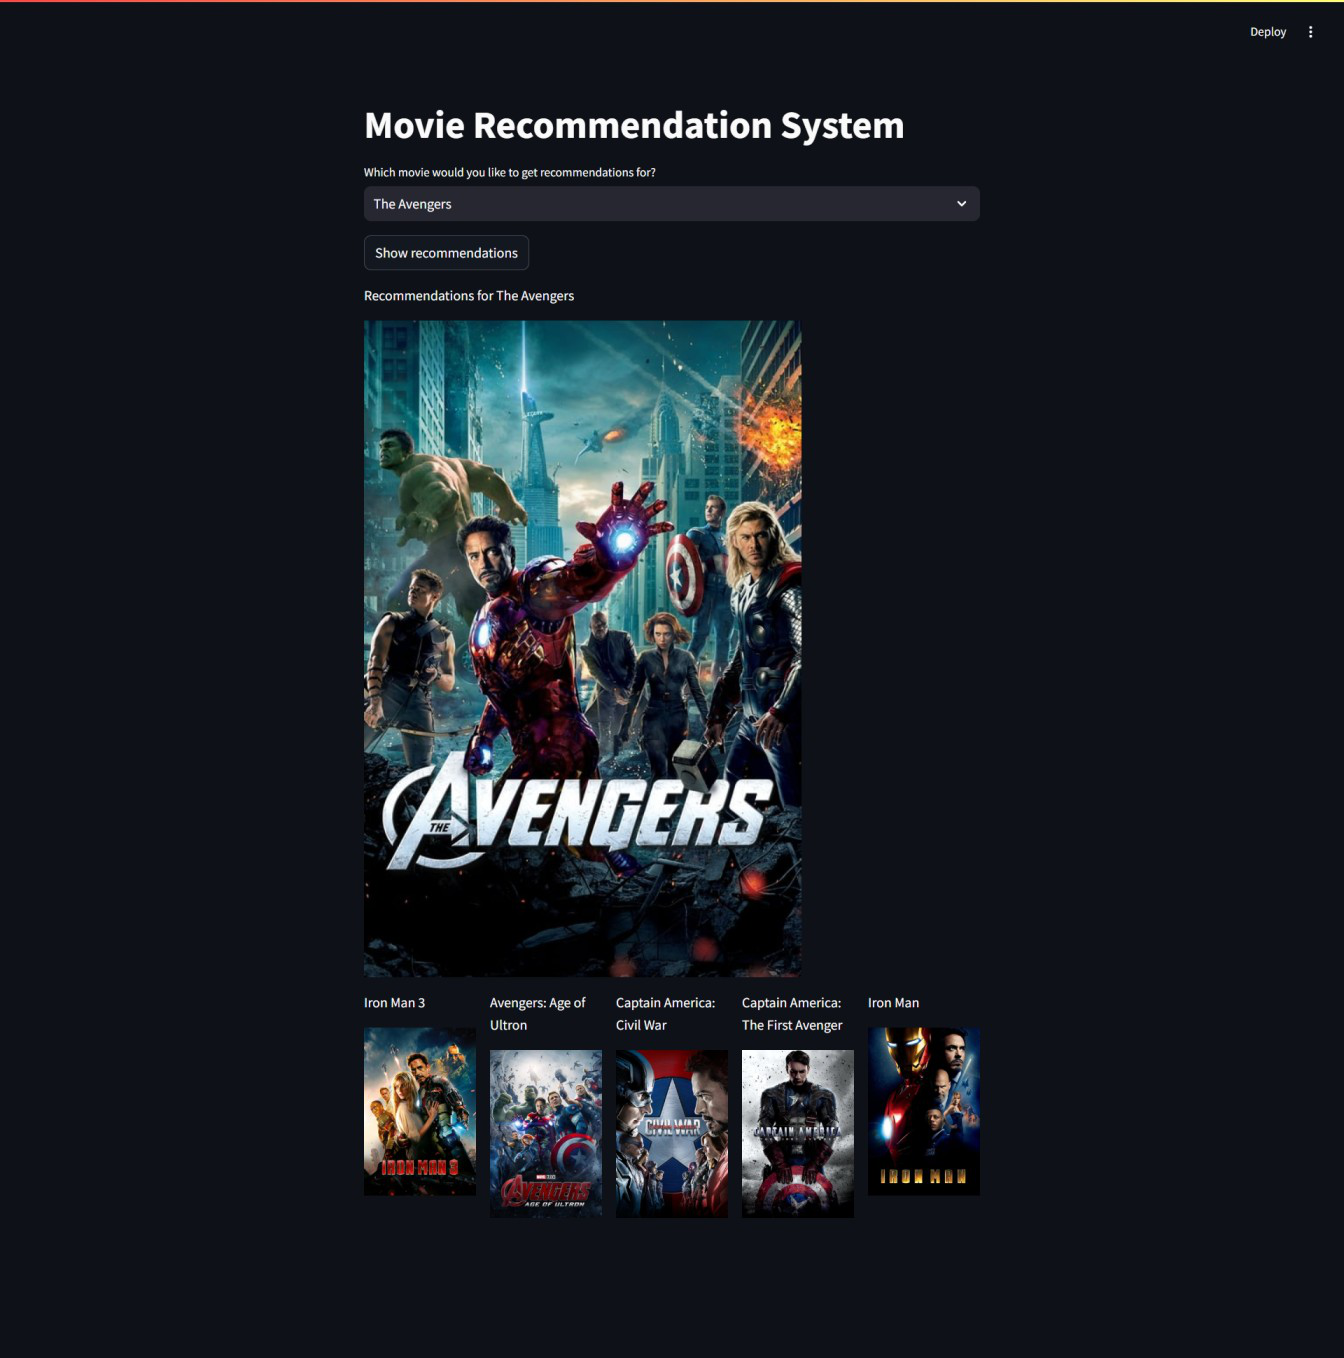 Deploy
Movie Recommendation System
Which movie would you like to get recommendations for?
The Avengers
Show recommendations
Recommendations for The Avengers
THE AVENGERS
Iron Man 3
Avengers: Age of
Ultron
Captain America:
Civil War
Captain America:
The First Avenger
Iron Man
IRON MAN 3
AVENGERS
AGE OF ULTRON
CIVIL WAR
CAPTAIN AMERICA
IRON MAN